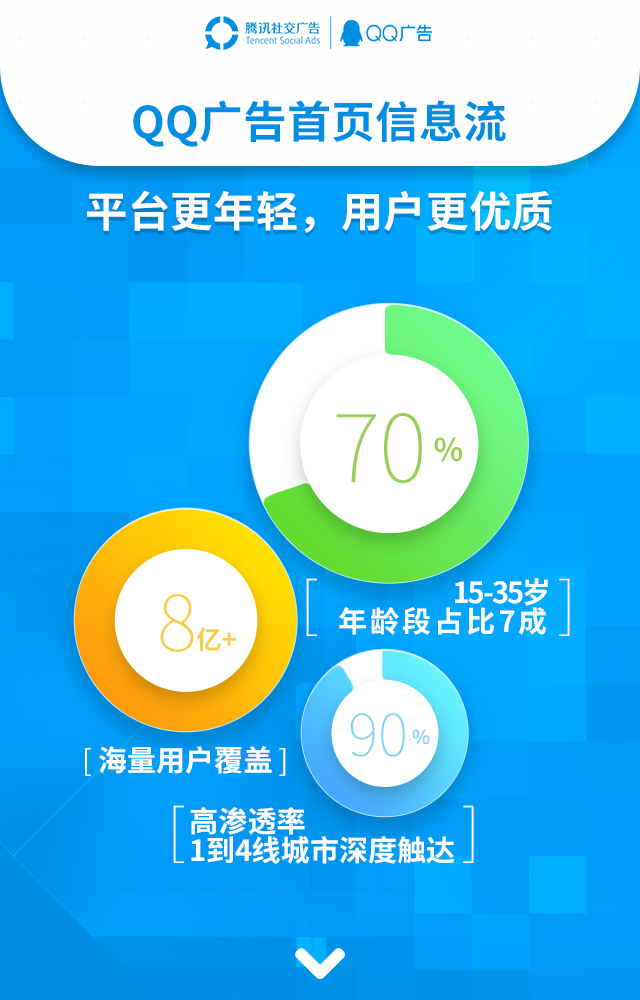 腾讯社交广告
Tencent Social Ads
QQ广告
QQ广告首页信息流
平台更年轻，用户更优质
70%
15-35岁
年龄段占比7成
8亿+
海量用户覆盖
90%
高渗透率
1到4线城市深度触达